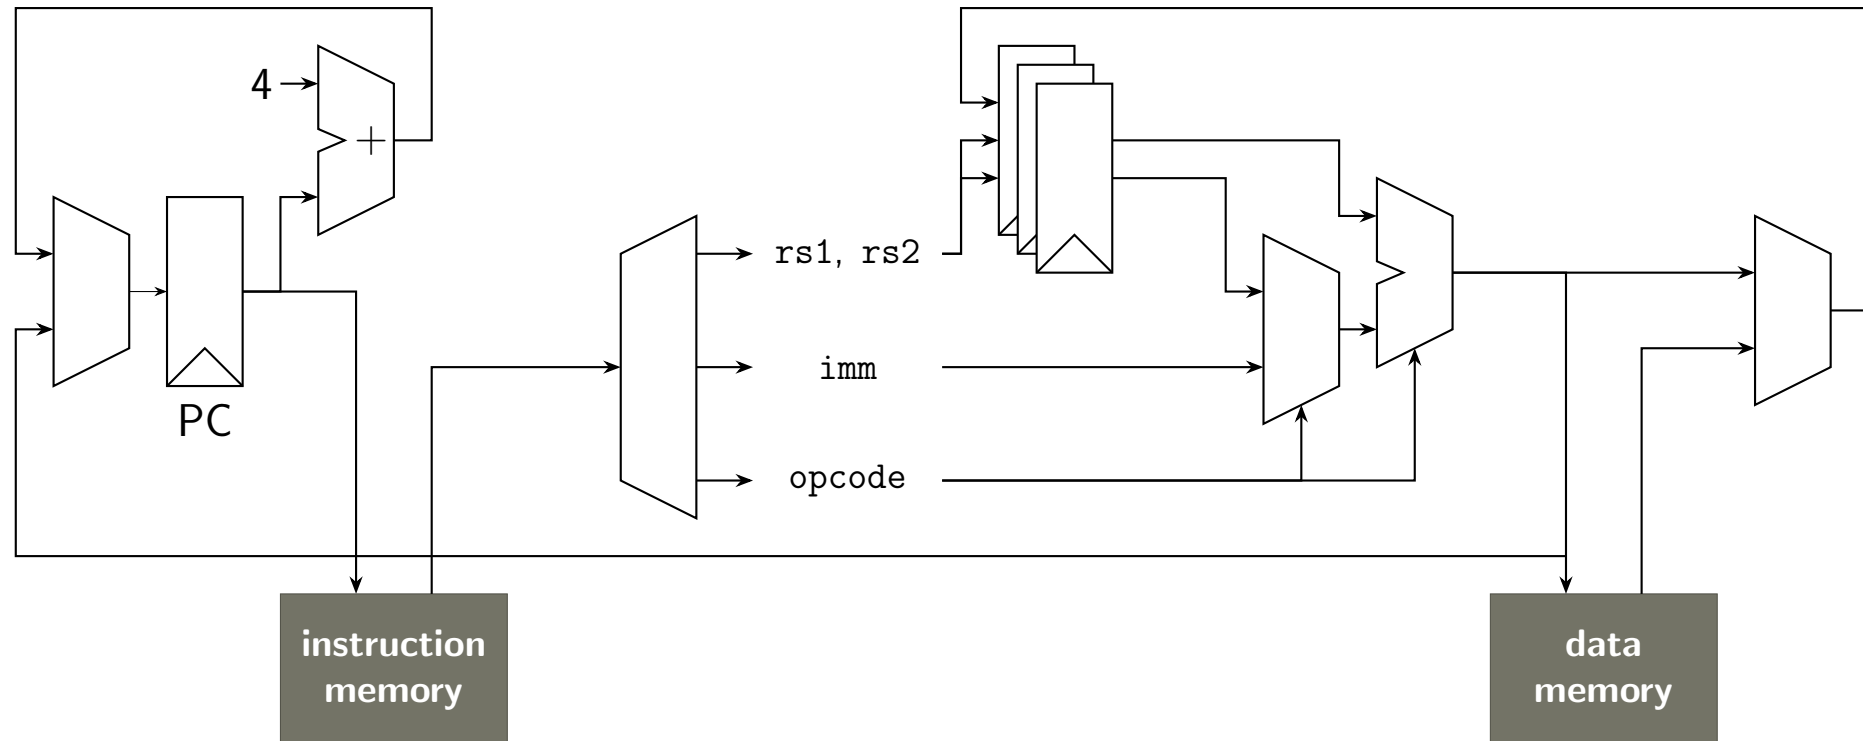 4
+
PC
rs1, rs2
imm
opcode
instruction
memory
data
memory